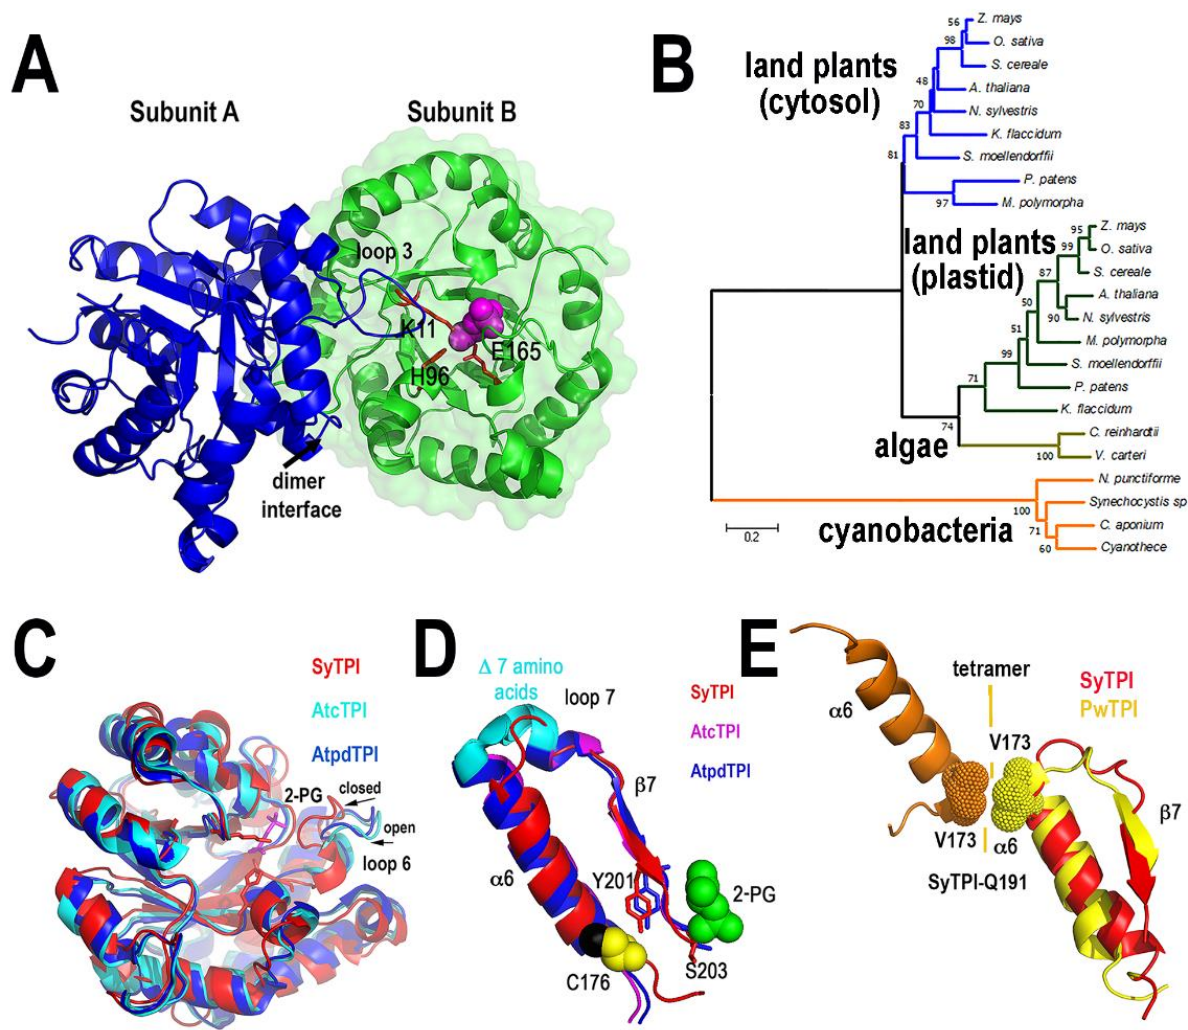 A
Subunit A
Subunit B
loop 3
K11
E165
H96
dimer
interface
B
land plants
(cytosol)
56
Z. mays
98
O. sativa
S. cereale
48
A. thaliana
70
N. sylvestris
83
K. flaccidum
81
S. moellendorffii
P. patens
97
M. polymorpha
land plants
(plastid)
95
Z. mays
99
O. sativa
87
S. cereale
A. thaliana
50
90
N. sylvestris
51
M. polymorpha
99
S. moellendorffii
71
P. patens
K. flaccidum
74
algae
C. reinhardtii
100
V. carteri
N. punctiforme
100
Synechocystis sp
71
C. aponium
60
Cyanothece
cyanobacteria
0.2
C
SyTPI
AtcTPI
AtpdTPI
2-PG
closed
open
loop 6
D
Δ 7 amino
acids
loop 7
SyTPI
AtcTPI
AtpdTPI
β7
α6
Y201
2-PG
C176
S203
E
tetramer
SyTPI
PwTPI
α6
V173
β7
V173
α6
SyTPI-Q191